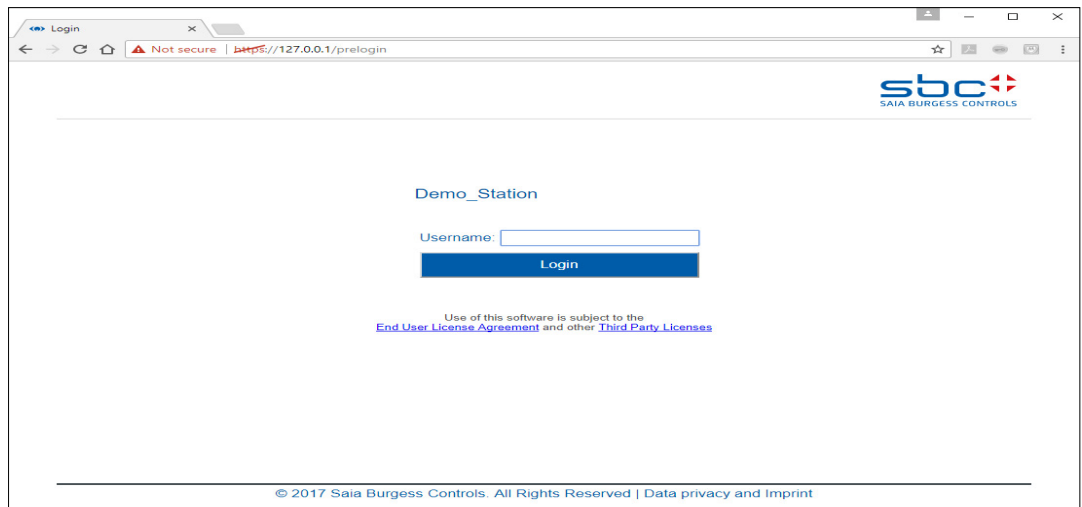 Login
Not secure | https://127.0.0.1/prelogin
sbc
SAIA BURGESS CONTROLS
Demo_Station
Username:
Login
Use of this software is subject to the
End User License Agreement and other Third Party Licenses
© 2017 Saia Burgess Controls. All Rights Reserved | Data privacy and Imprint